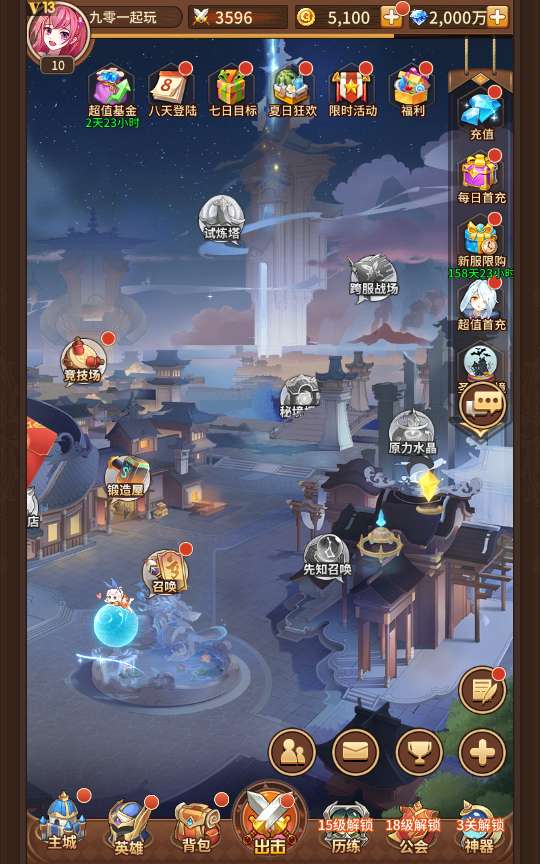 V13
九零一起玩
3596
5,100
2,000万
10
8
超值基金
八天登陆
七日目标
夏日狂欢
限时活动
福利
2天23小时
充值
每日首充
新服限购
158天23小时
超值首充
试炼塔
跨服战场
竞技场
秘境
原力水晶
锻造屋
店
先知召唤
召唤
15级解锁
18级解锁
3关解锁
主城
英雄
背包
出击
历练
公会
神器